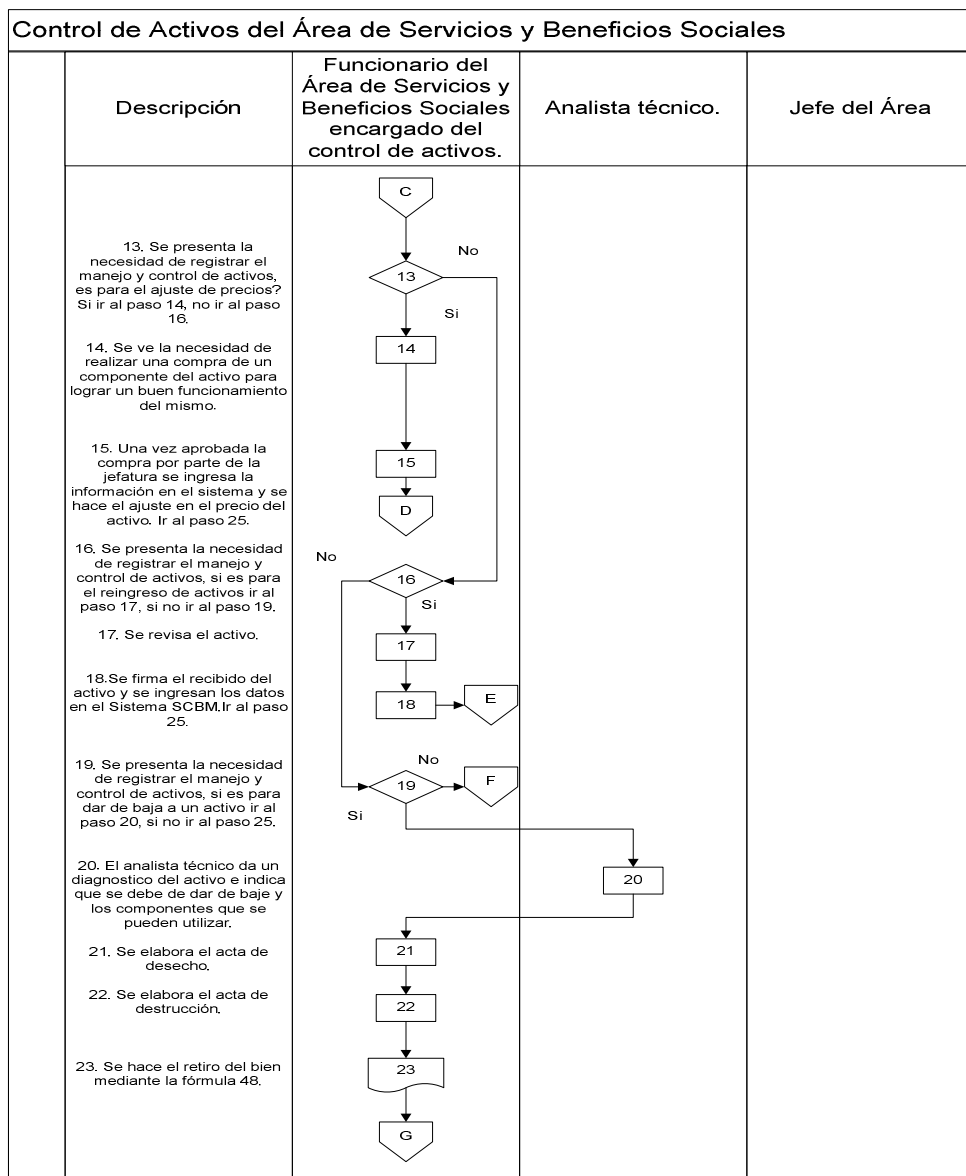 Control de Activos del Área de Servicios y Beneficios Sociales
Descripción
Funcionario del
Área de Servicios y
Beneficios Sociales
encargado del
control de activos.
Analista técnico.
Jefe del Área
C
13. Se presenta la
necesidad de registrar el
manejo y control de activos,
es para el ajuste de precios?
Si ir al paso 14, no ir al paso
16.
No
13
Si
14. Se ve la necesidad de
realizar una compra de un
componente del activo para
lograr un buen funcionamiento
del mismo.
14
15. Una vez aprobada la
compra por parte de la
jefatura se ingresa la
información en el sistema y se
hace el ajuste en el precio del
activo. Ir al paso 25.
15
D
16. Se presenta la necesidad
de registrar el manejo y
control de activos, si es para
el reingreso de activos ir al
paso 17, si no ir al paso 19.
No
16
Si
17. Se revisa el activo.
17
18.Se firma el recibido del
activo y se ingresan los datos
en el Sistema SCBM.Ir al paso
25.
18
E
19. Se presenta la necesidad
de registrar el manejo y
control de activos, si es para
dar de baja a un activo ir al
paso 20, si no ir al paso 25.
No
19
F
Si
20. El analista técnico da un
diagnostico del activo e indica
que se debe de dar de baje y
los componentes que se
pueden utilizar.
20
21. Se elabora el acta de
desecho.
21
22. Se elabora el acta de
destrucción.
22
23. Se hace el retiro del bien
mediante la fórmula 48.
23
G